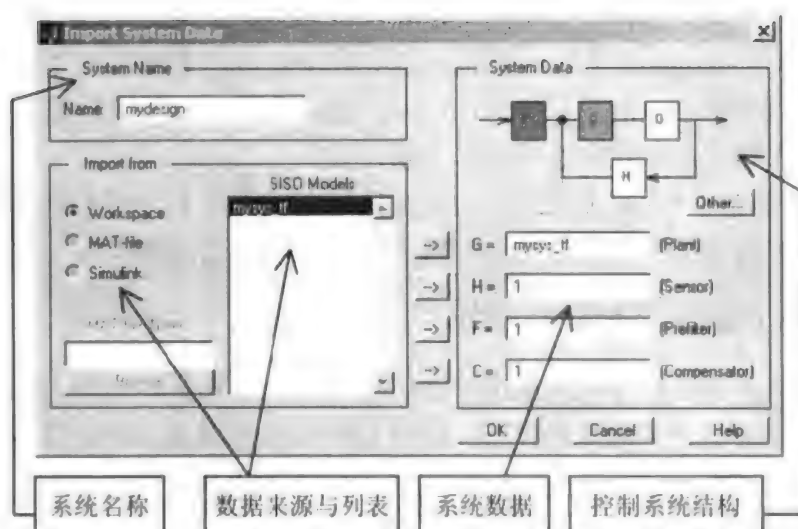 Import System Data
System Name
Name: mydesign
Import from
SISO Models
Workspace
MAT-file
Simulink
mysys_tf
System Data
H
Other...
-->
G = mysys_tf (Plant)
-->
H = 1 (Sensor)
-->
F = 1 (Prefilter)
-->
C = 1 (Compensator)
OK
Cancel
Help
系统名称
数据来源与列表
系统数据
控制系统结构